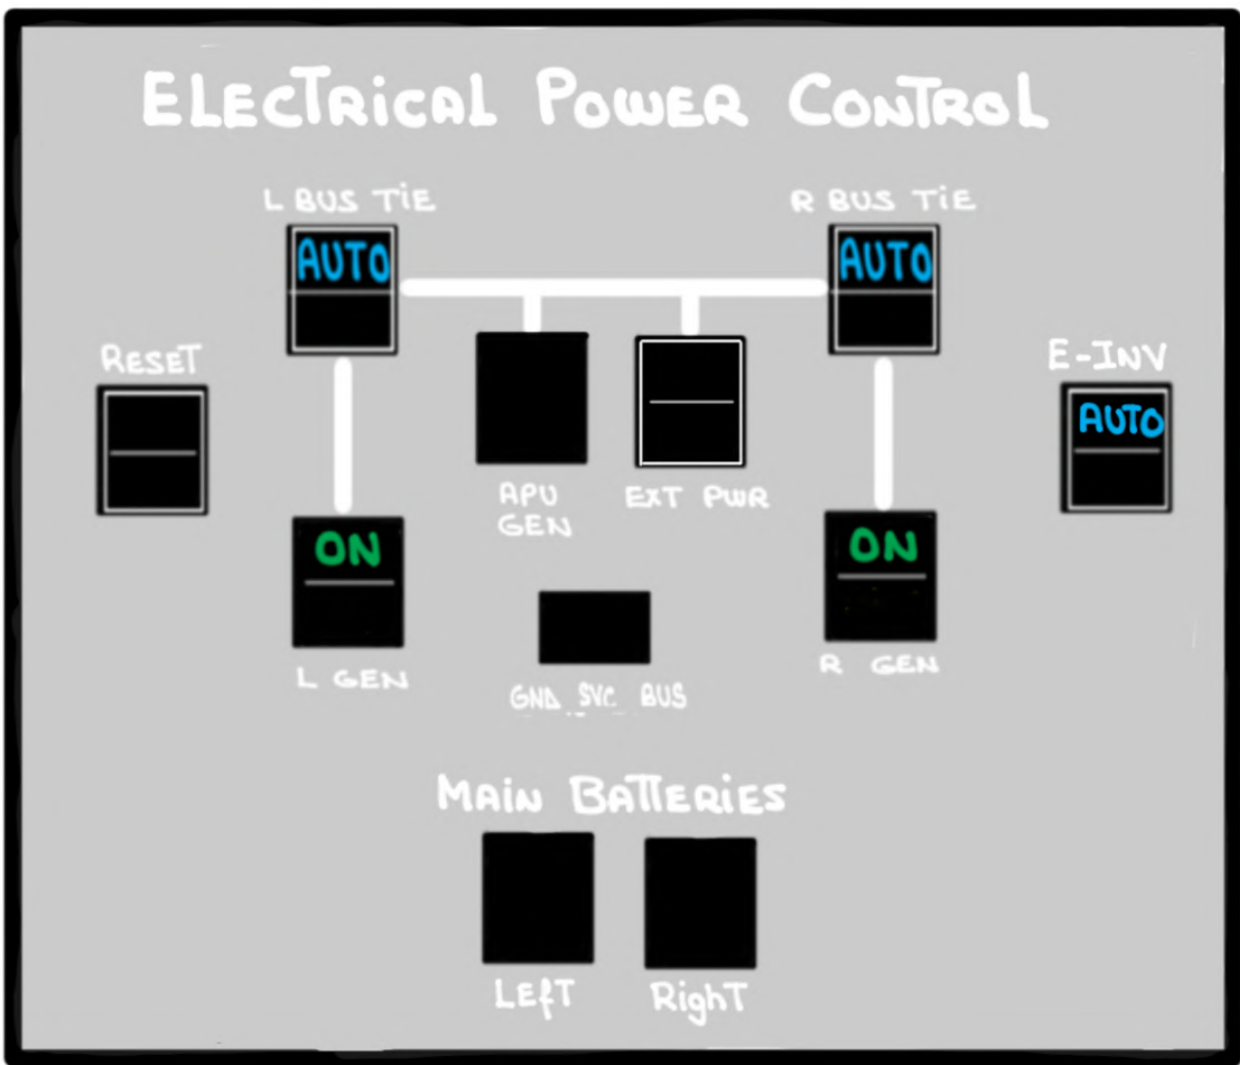 ELECTRICAL POWER CONTROL
L BUS TiE
R BUS TiE
AUTO
AUTO
RESET
E-INV
AUTO
APU
GEN
EXT PWR
ON
ON
L GEN
R GEN
GND SVC BUS
MAiN BATTERiES
LEfT
RighT